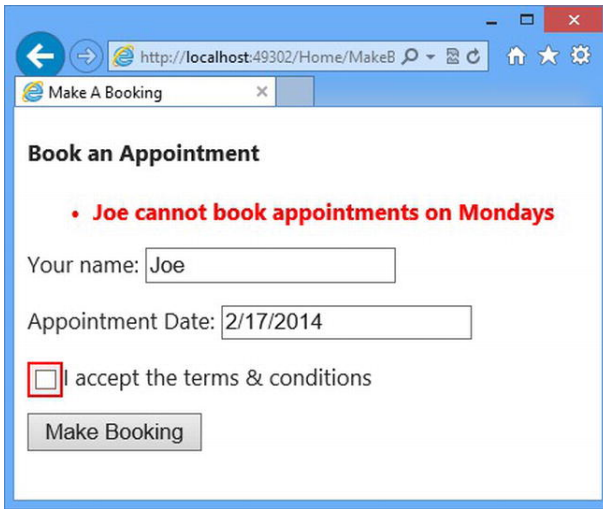 http://localhost:49302/Home/MakeB
Make A Booking
Book an Appointment
• Joe cannot book appointments on Mondays
Your name: Joe
Appointment Date: 2/17/2014
I accept the terms & conditions
Make Booking